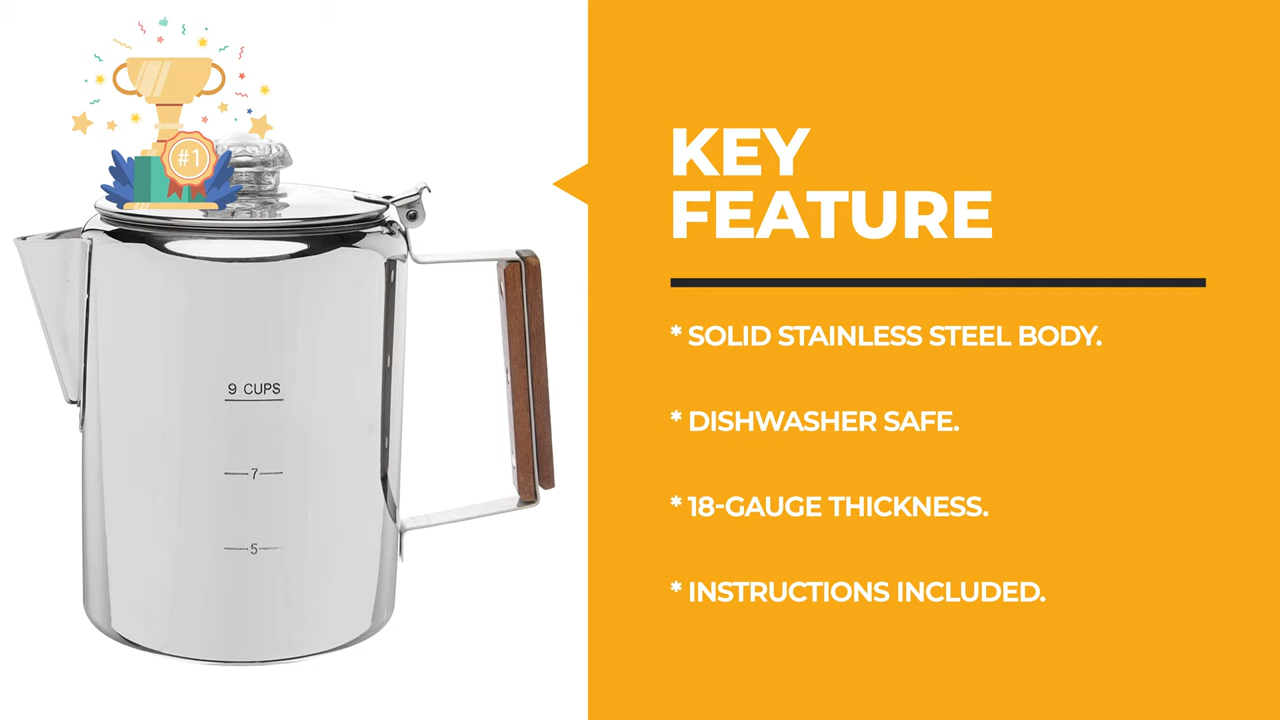 #1
9 CUPS
7
5
KEY
FEATURE
* SOLID STAINLESS STEEL BODY.
* DISHWASHER SAFE.
* 18-GAUGE THICKNESS.
* INSTRUCTIONS INCLUDED.